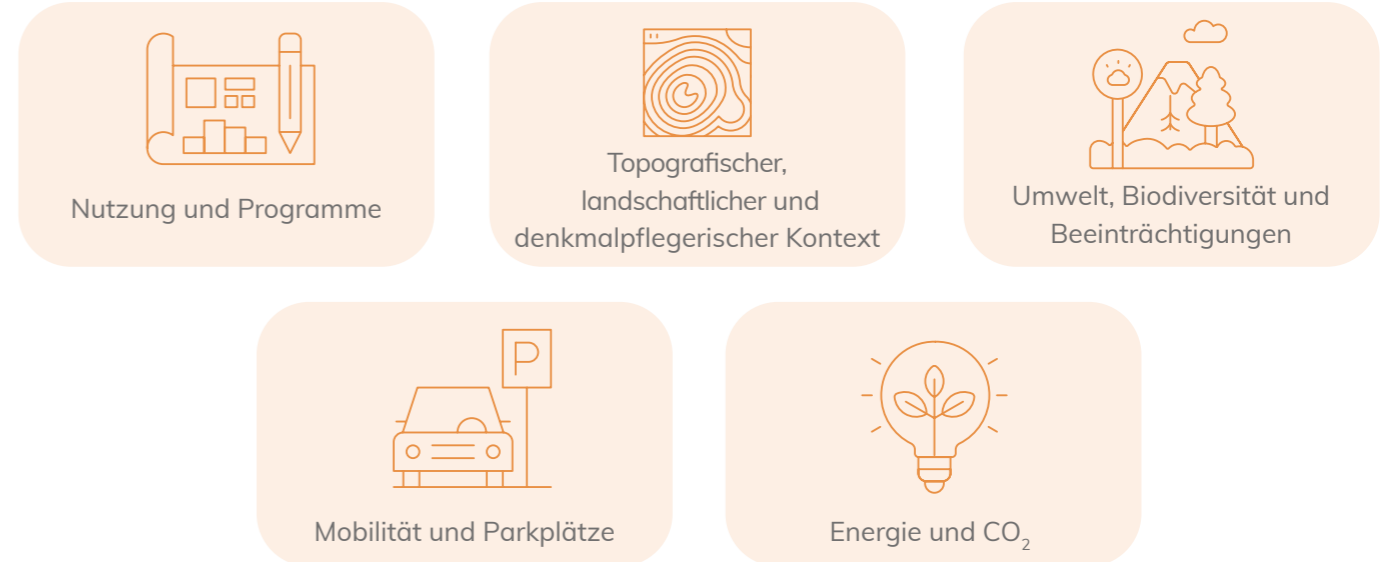 Nutzung und Programme
Topografischer,
landschaftlicher und
denkmalpflegerischer Kontext
Umwelt, Biodiversität und
Beeinträchtigungen
P
Mobilität und Parkplätze
Energie und CO₂